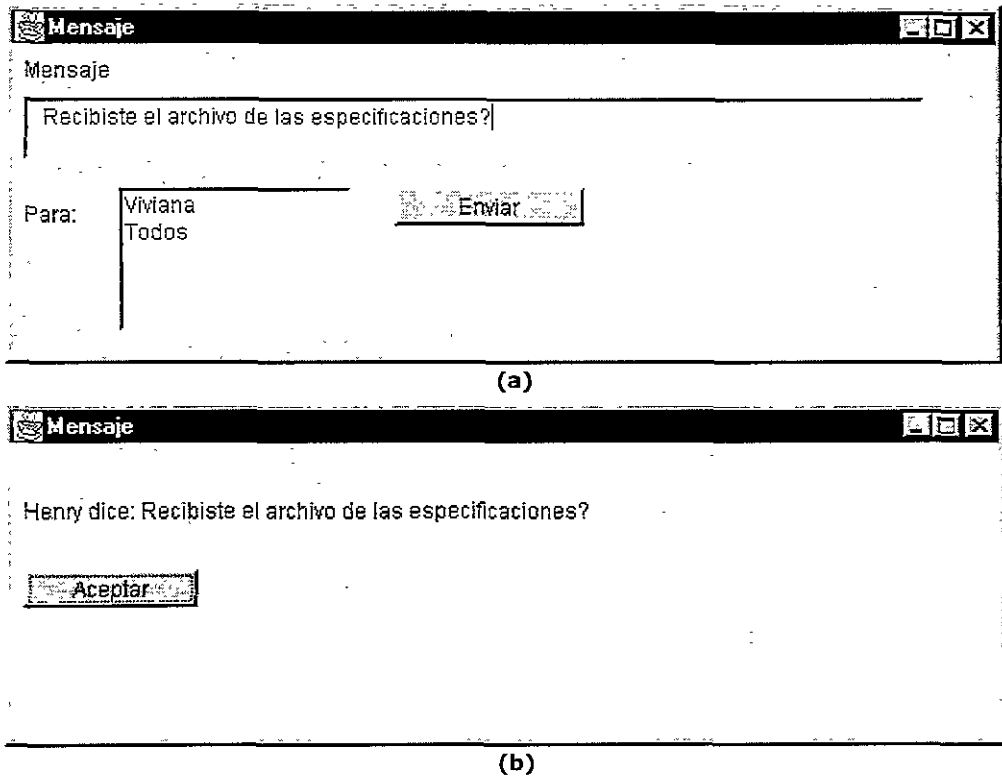 Mensaje
Mensaje
Recibiste el archivo de las especificaciones?
Para:
Viviana
Todos
Enviar
(a)
Mensaje
Henry dice: Recibiste el archivo de las especificaciones?
Aceptar
(b)